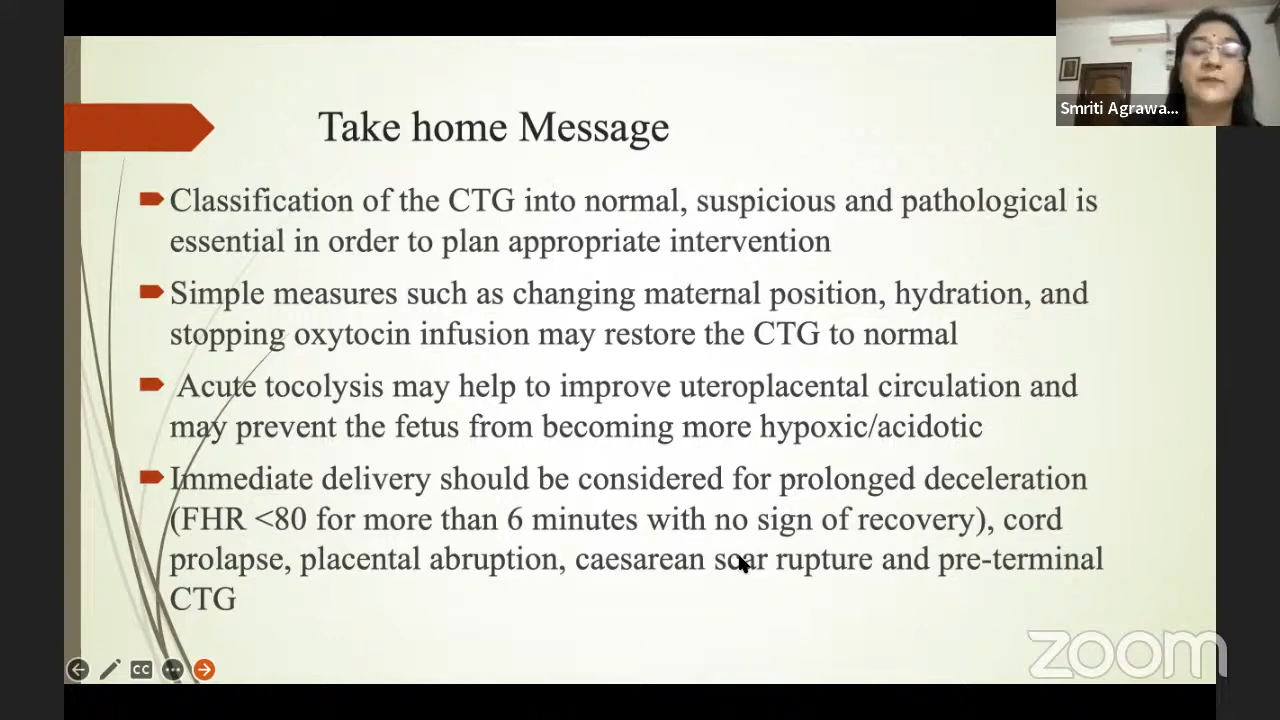 Smriti Agrawa...
Take home Message
Classification of the CTG into normal, suspicious and pathological is
essential in order to plan appropriate intervention
Simple measures such as changing maternal position, hydration, and
stopping oxytocin infusion may restore the CTG to normal
Acute tocolysis may help to improve uteroplacental circulation and
may prevent the fetus from becoming more hypoxic/acidotic
Immediate delivery should be considered for prolonged deceleration
(FHR <80 for more than 6 minutes with no sign of recovery), cord
prolapse, placental abruption, caesarean scar rupture and pre-terminal
CTG
CC
zoom